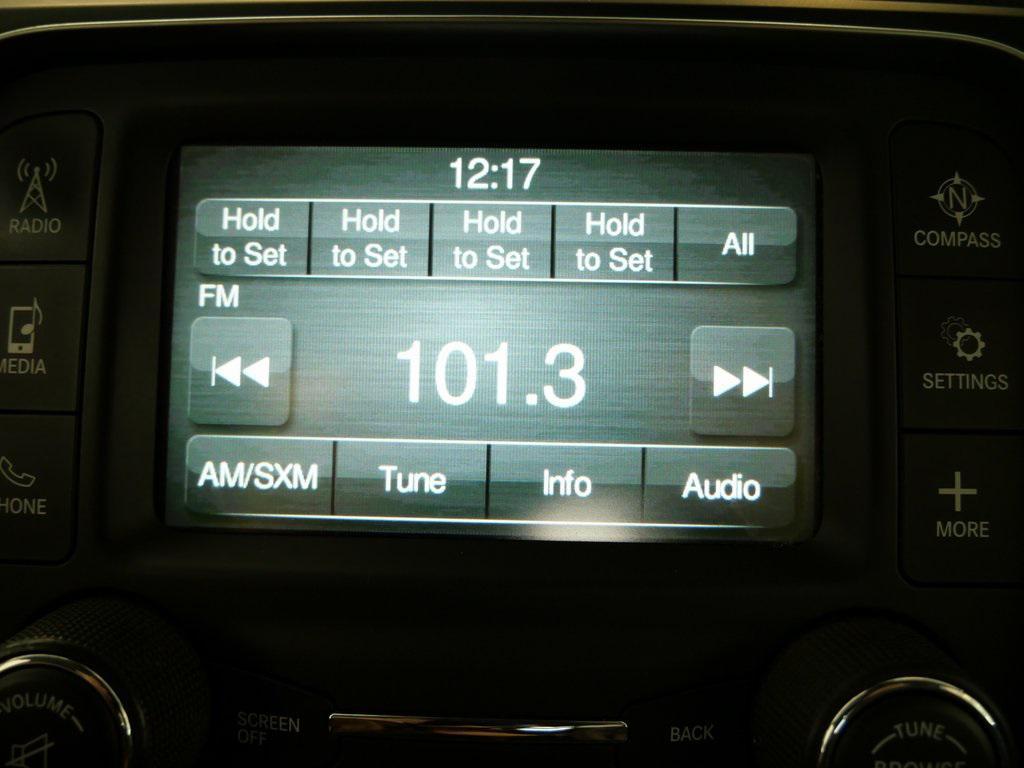 12:17
Hold to Set
Hold to Set
Hold to Set
Hold to Set
All
FM
101.3
AM/SXM
Tune
Info
Audio
RADIO
MEDIA
HONE
N
COMPASS
SETTINGS
MORE
VOLUME
SCREEN
OFF
BACK
TUNE
BROWSE